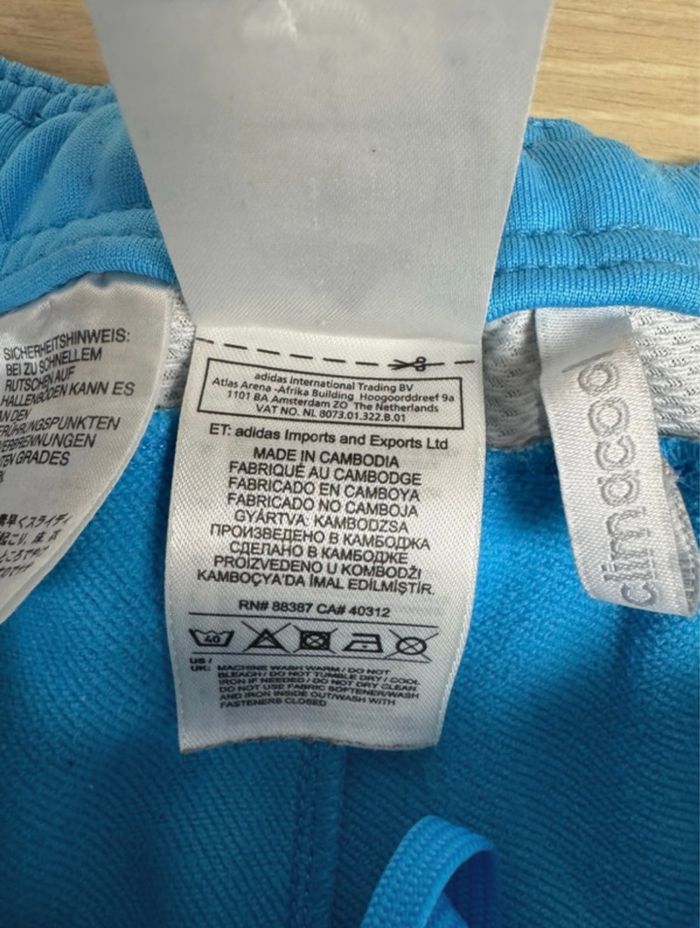 SICHERHEITSHINWEIS:
BEI ZU SCHNELLEM
RUTSCHEN AUF
HALLENBÖDEN KANN ES
AN DEN
VERBRENNUNGEN
TEN GRADES
adidas International Trading BV
Atlas Arena -Afrika Building Hoogoorddreef 9a
1101 BA Amsterdam ZO The Netherlands
VAT NO. NL 8073.01.322.B.01
ET: adidas Imports and Exports Ltd
MADE IN CAMBODIA
FABRIQUÉ AU CAMBODGE
FABRICADO EN CAMBOYA
FABRICADO NO CAMBOJA
GYÁRTVA: KAMBODZSA
ПРОИЗВЕДЕНО В КАМБОДЖА
СДЕЛАНО В КАМБОДЖЕ
PROIZVEDENO U KOMBODŽI
KAMBOÇYA'DA İMAL EDİLMİŞTİR.
RN# 88387 CA# 40312
40
US /
UK: MACHINE WASH WARM / DO NOT
BLEACH / DO NOT TUMBLE DRY / COOL
IRON IF NEEDED / DO NOT DRY CLEAN
DO NOT USE FABRIC SOFTENER/WASH
AND IRON INSIDE OUT/WASH WITH
FASTENERS CLOSED
climacool